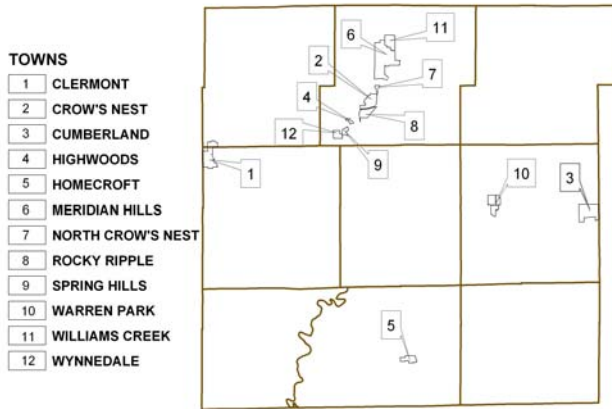 TOWNS
1 CLERMONT
2 CROW'S NEST
3 CUMBERLAND
4 HIGHWOODS
5 HOMECROFT
6 MERIDIAN HILLS
7 NORTH CROW'S NEST
8 ROCKY RIPPLE
9 SPRING HILLS
10 WARREN PARK
11 WILLIAMS CREEK
12 WYNNEDALE
11
6
2
7
4
12
8
9
1
10
3
5